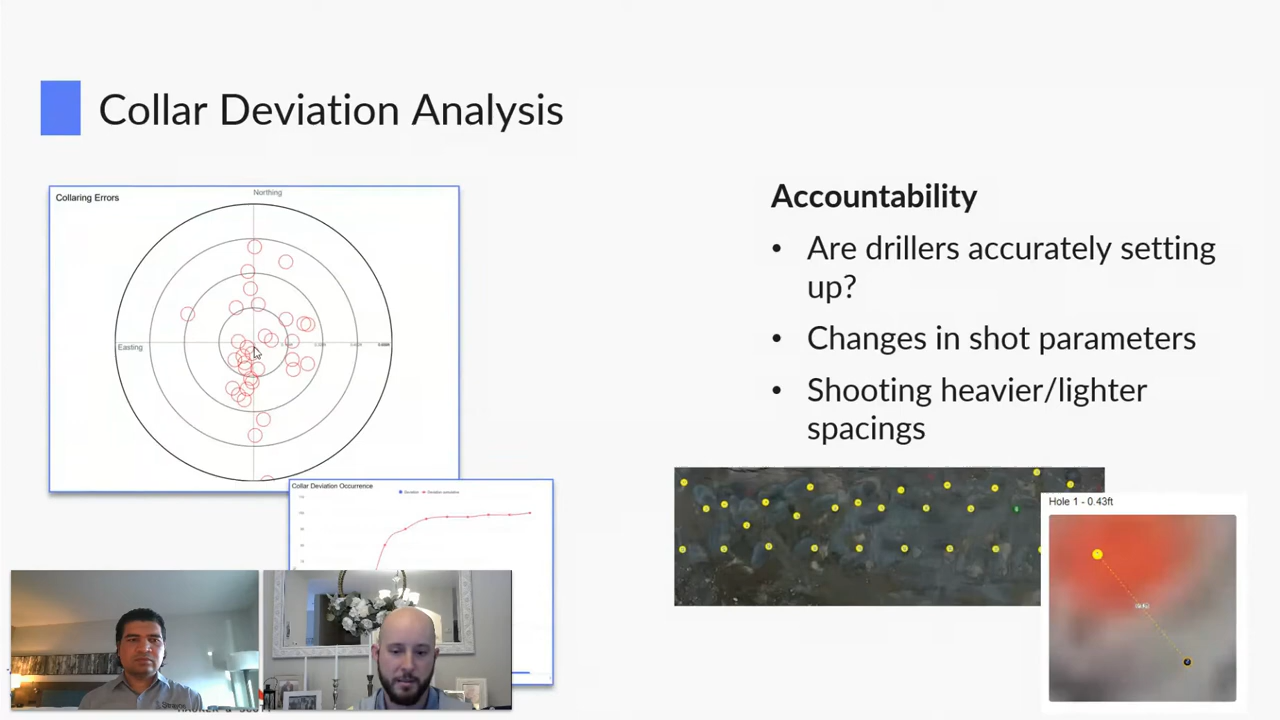 Collar Deviation Analysis
Collaring Errors
Northing
Easting
Accountability
• Are drillers accurately setting
up?
• Changes in shot parameters
• Shooting heavier/lighter
spacings
Collar Deviation Occurrence
Hole 1 - 0.43ft